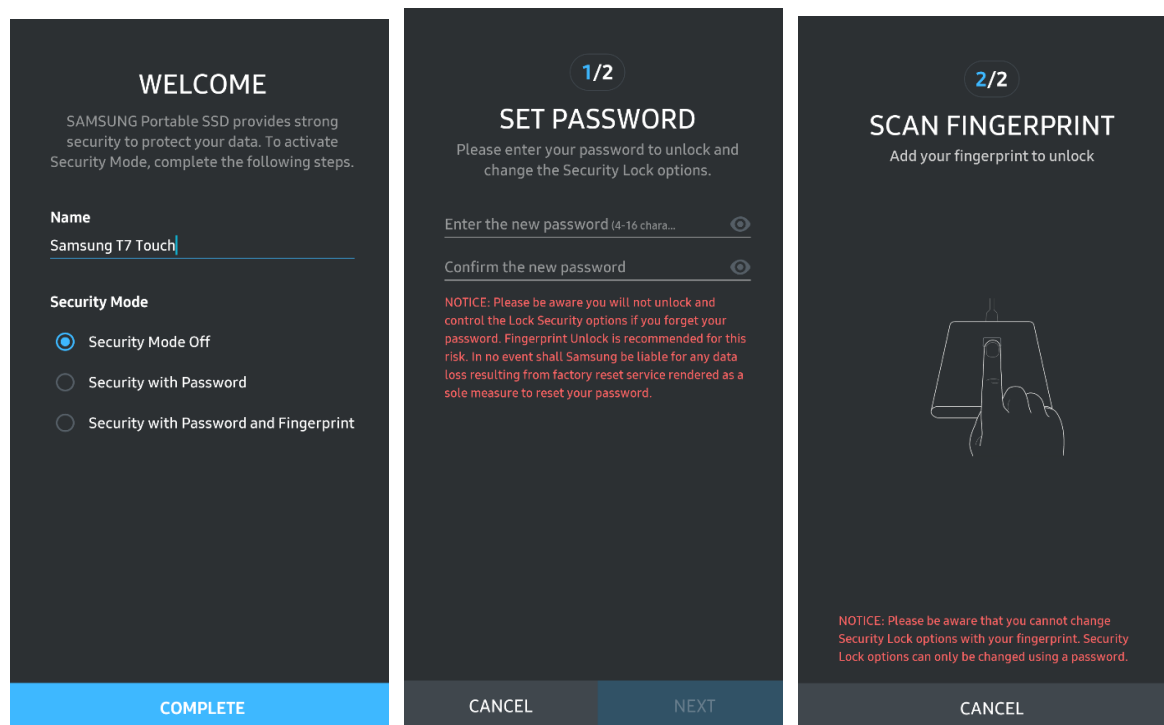 WELCOME
SAMSUNG Portable SSD provides strong
security to protect your data. To activate
Security Mode, complete the following steps.
Name
Samsung T7 Touch
Security Mode
Security Mode Off
Security with Password
Security with Password and Fingerprint
COMPLETE
1/2
SET PASSWORD
Please enter your password to unlock and
change the Security Lock options.
Enter the new password (4-16 chara...
Confirm the new password
NOTICE: Please be aware you will not unlock and
control the Lock Security options if you forget your
password. Fingerprint Unlock is recommended for this
risk. In no event shall Samsung be liable for any data
loss resulting from factory reset service rendered as a
sole measure to reset your password.
CANCEL
NEXT
2/2
SCAN FINGERPRINT
Add your fingerprint to unlock
NOTICE: Please be aware that you cannot change
Security Lock options with your fingerprint. Security
Lock options can only be changed using a password.
CANCEL